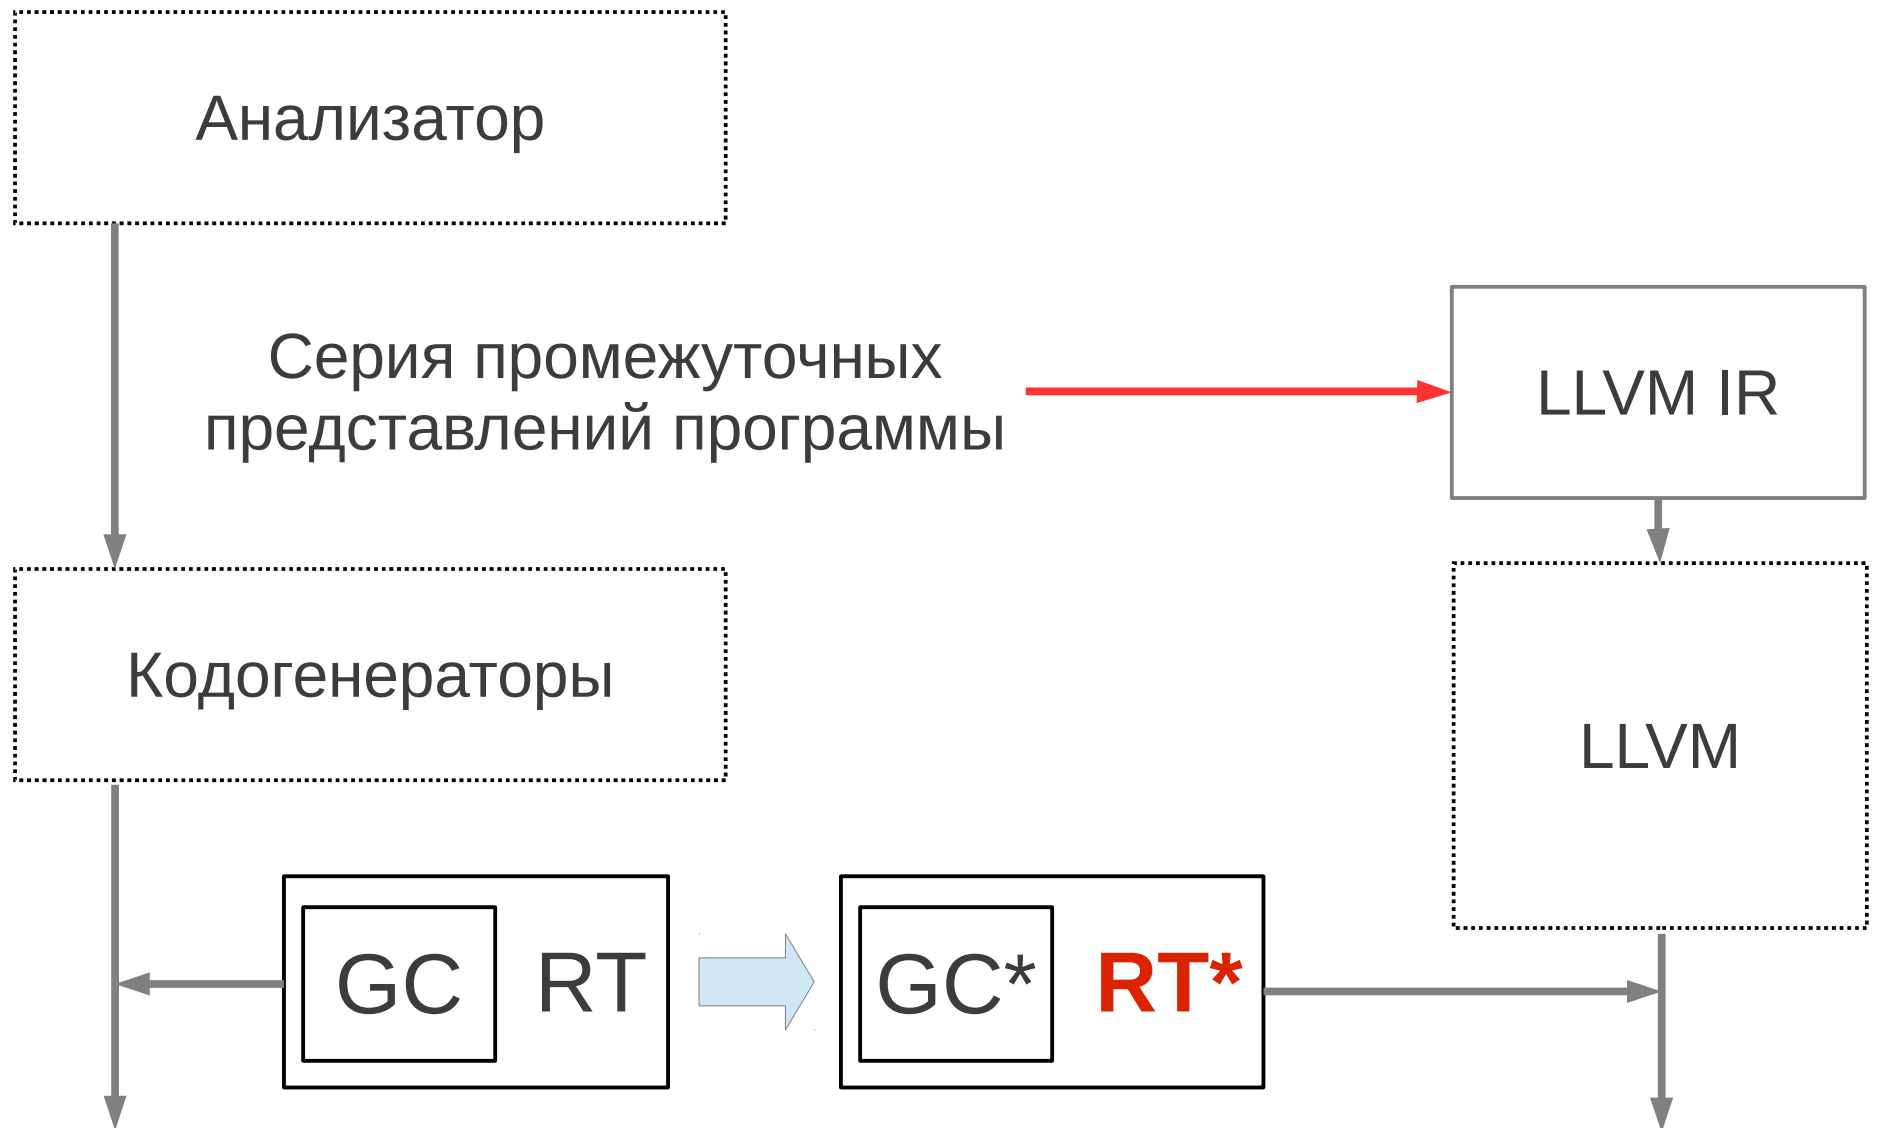 Анализатор
Серия промежуточных
представлений программы
LLVM IR
Кодогенераторы
LLVM
GC RT
GC* RT*